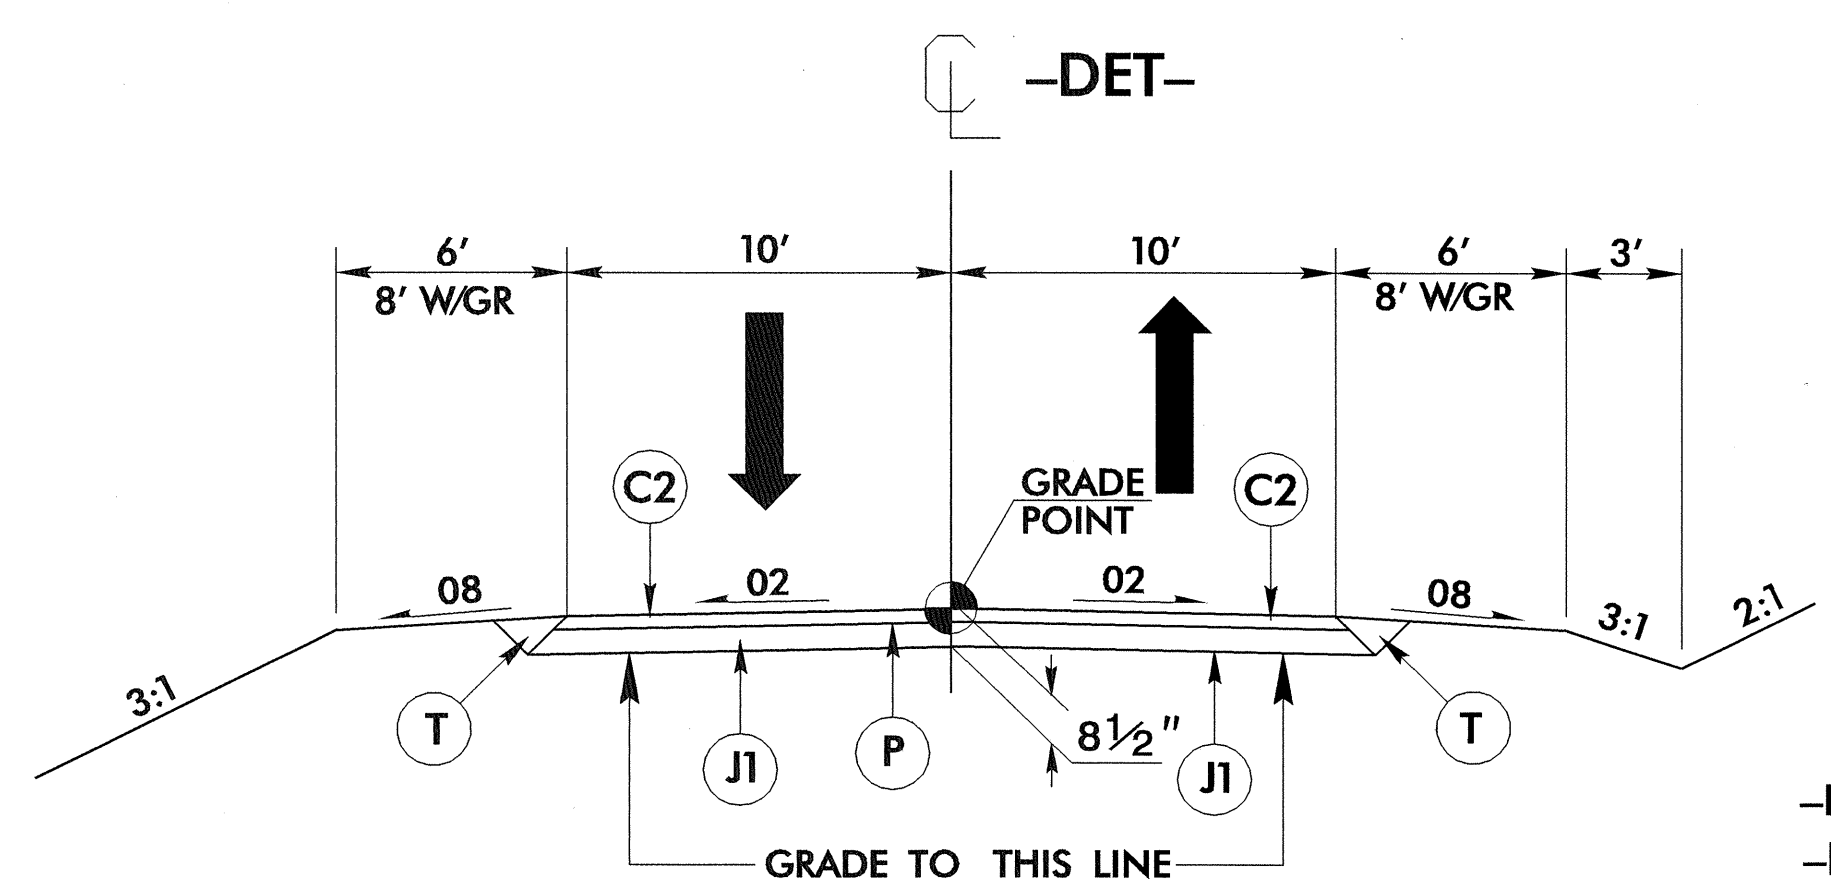 CL –DET–
6' 10' 10' 6' 3'
8' W/GR 8' W/GR
C2 GRADE C2
POINT
08 02 02 08 3:1 2:1
3:1
T J1 P 8½" J1 T
GRADE TO THIS LINE